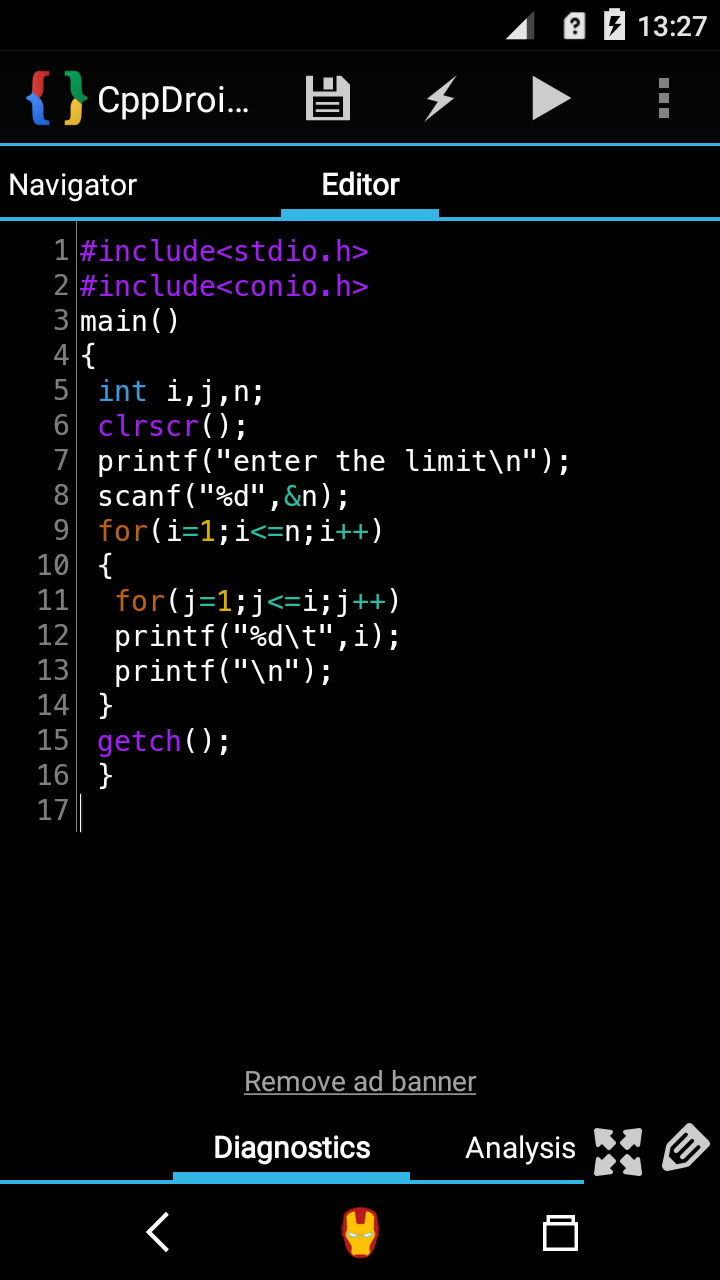 13:27
CppDroi...
Navigator
Editor
1 #include<stdio.h>
2 #include<conio.h>
3 main()
4 {
5  int i,j,n;
6  clrscr();
7  printf("enter the limit\n");
8  scanf("%d",&n);
9  for(i=1;i<=n;i++)
10  {
11   for(j=1;j<=i;j++)
12   printf("%d\t",i);
13   printf("\n");
14  }
15  getch();
16  }
17
Remove ad banner
Diagnostics
Analysis